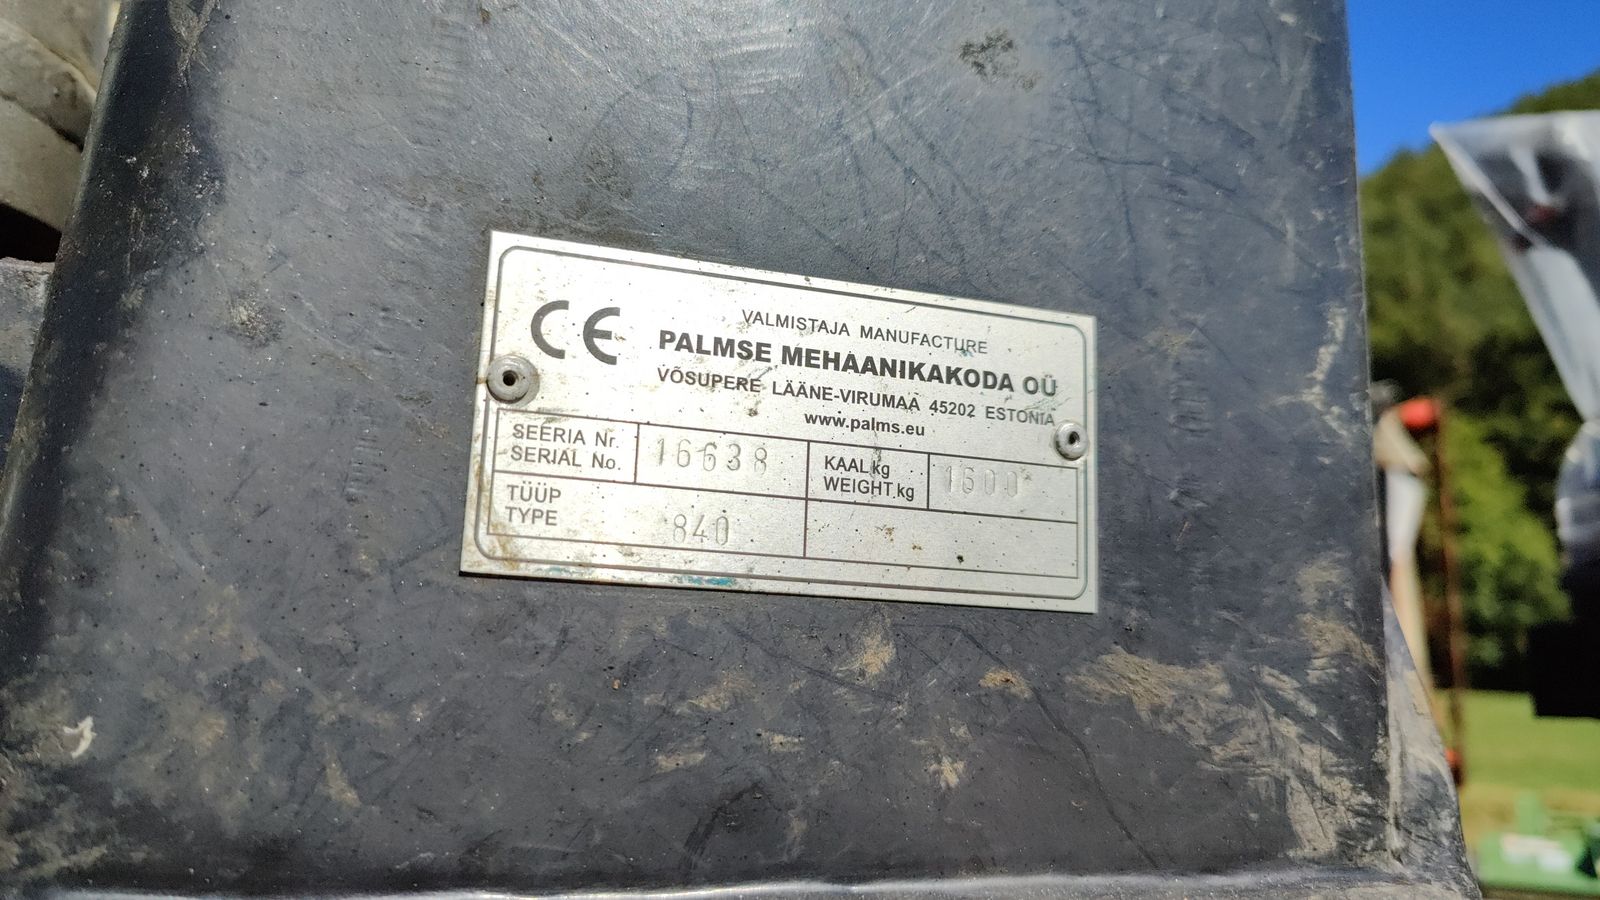 CE
VALMISTAJA MANUFACTURE
PALMSE MEHAANIKAKODA OÜ
VÕSUPERE LÄÄNE-VIRUMAA 45202 ESTONIA
www.palms.eu
SEERIA Nr.
SERIAL No.
16638
KAAL kg
WEIGHT kg
1600
TÜÜP
TYPE
840